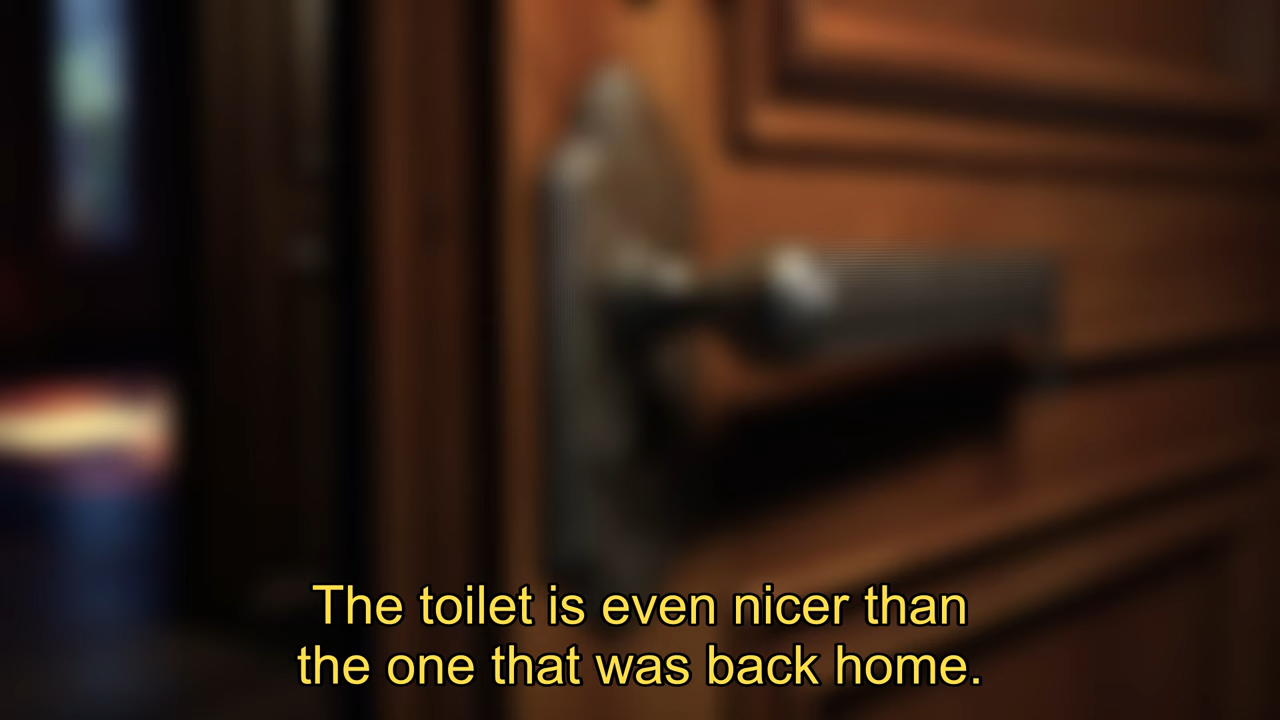 The toilet is even nicer than
the one that was back home.